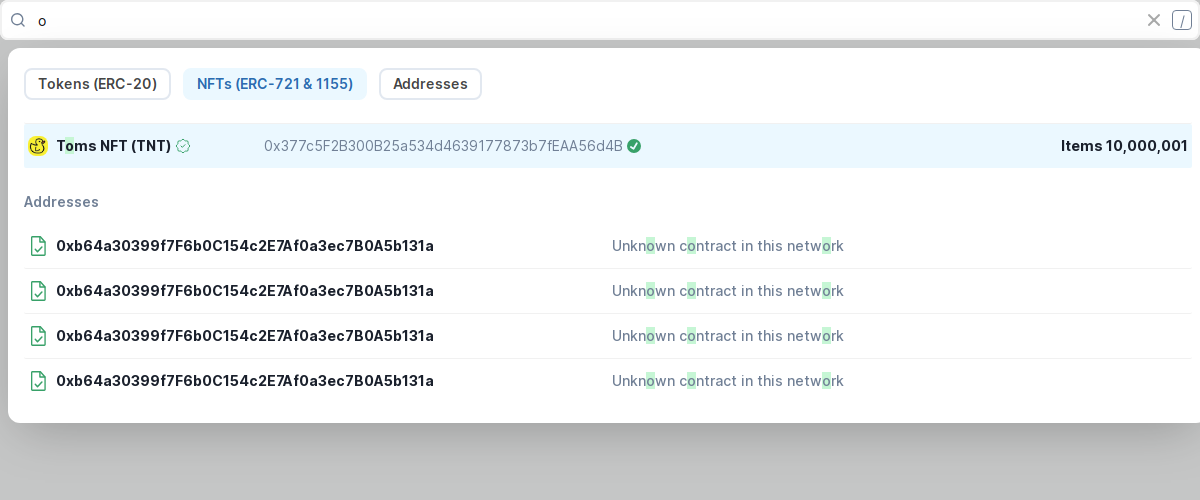 o /
Tokens (ERC-20) NFTs (ERC-721 & 1155) Addresses
Toms NFT (TNT) 0x377c5F2B300B25a534d4639177873b7fEAA56d4B Items 10,000,001
Addresses
0xb64a30399f7F6b0C154c2E7Af0a3ec7B0A5b131a Unknown contract in this network
0xb64a30399f7F6b0C154c2E7Af0a3ec7B0A5b131a Unknown contract in this network
0xb64a30399f7F6b0C154c2E7Af0a3ec7B0A5b131a Unknown contract in this network
0xb64a30399f7F6b0C154c2E7Af0a3ec7B0A5b131a Unknown contract in this network